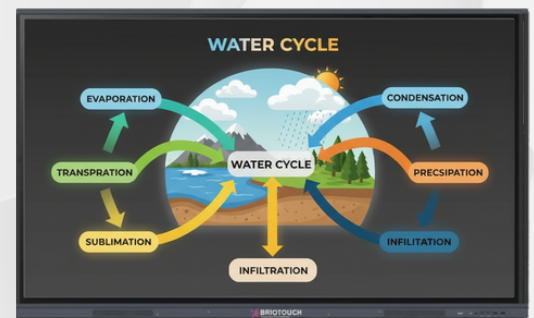 WATER CYCLE
EVAPORATION
CONDENSATION
TRANSPRATION
WATER CYCLE
PRECSIPATION
SUBLIMATION
INFILITATION
INFILTRATION
BRIOTOUCH